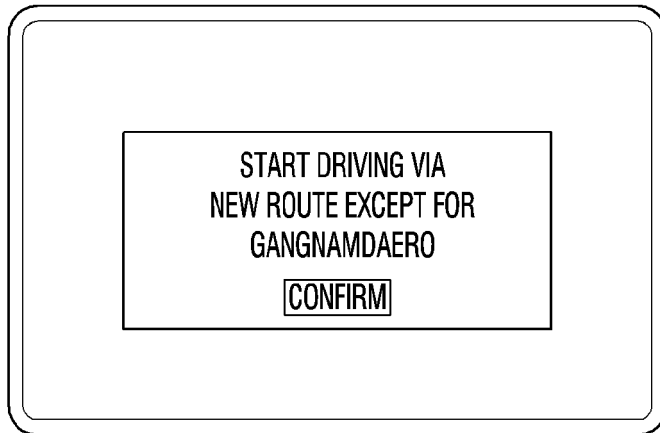 START DRIVING VIA
NEW ROUTE EXCEPT FOR
GANGNAMDAERO
CONFIRM